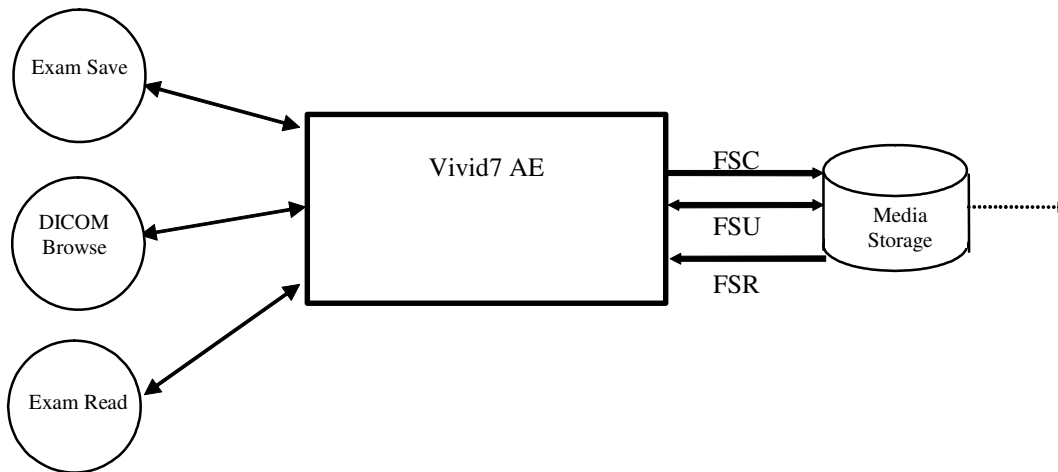 Exam Save
DICOM
Browse
Exam Read
Vivid7 AE
FSC
FSU
FSR
Media
Storage